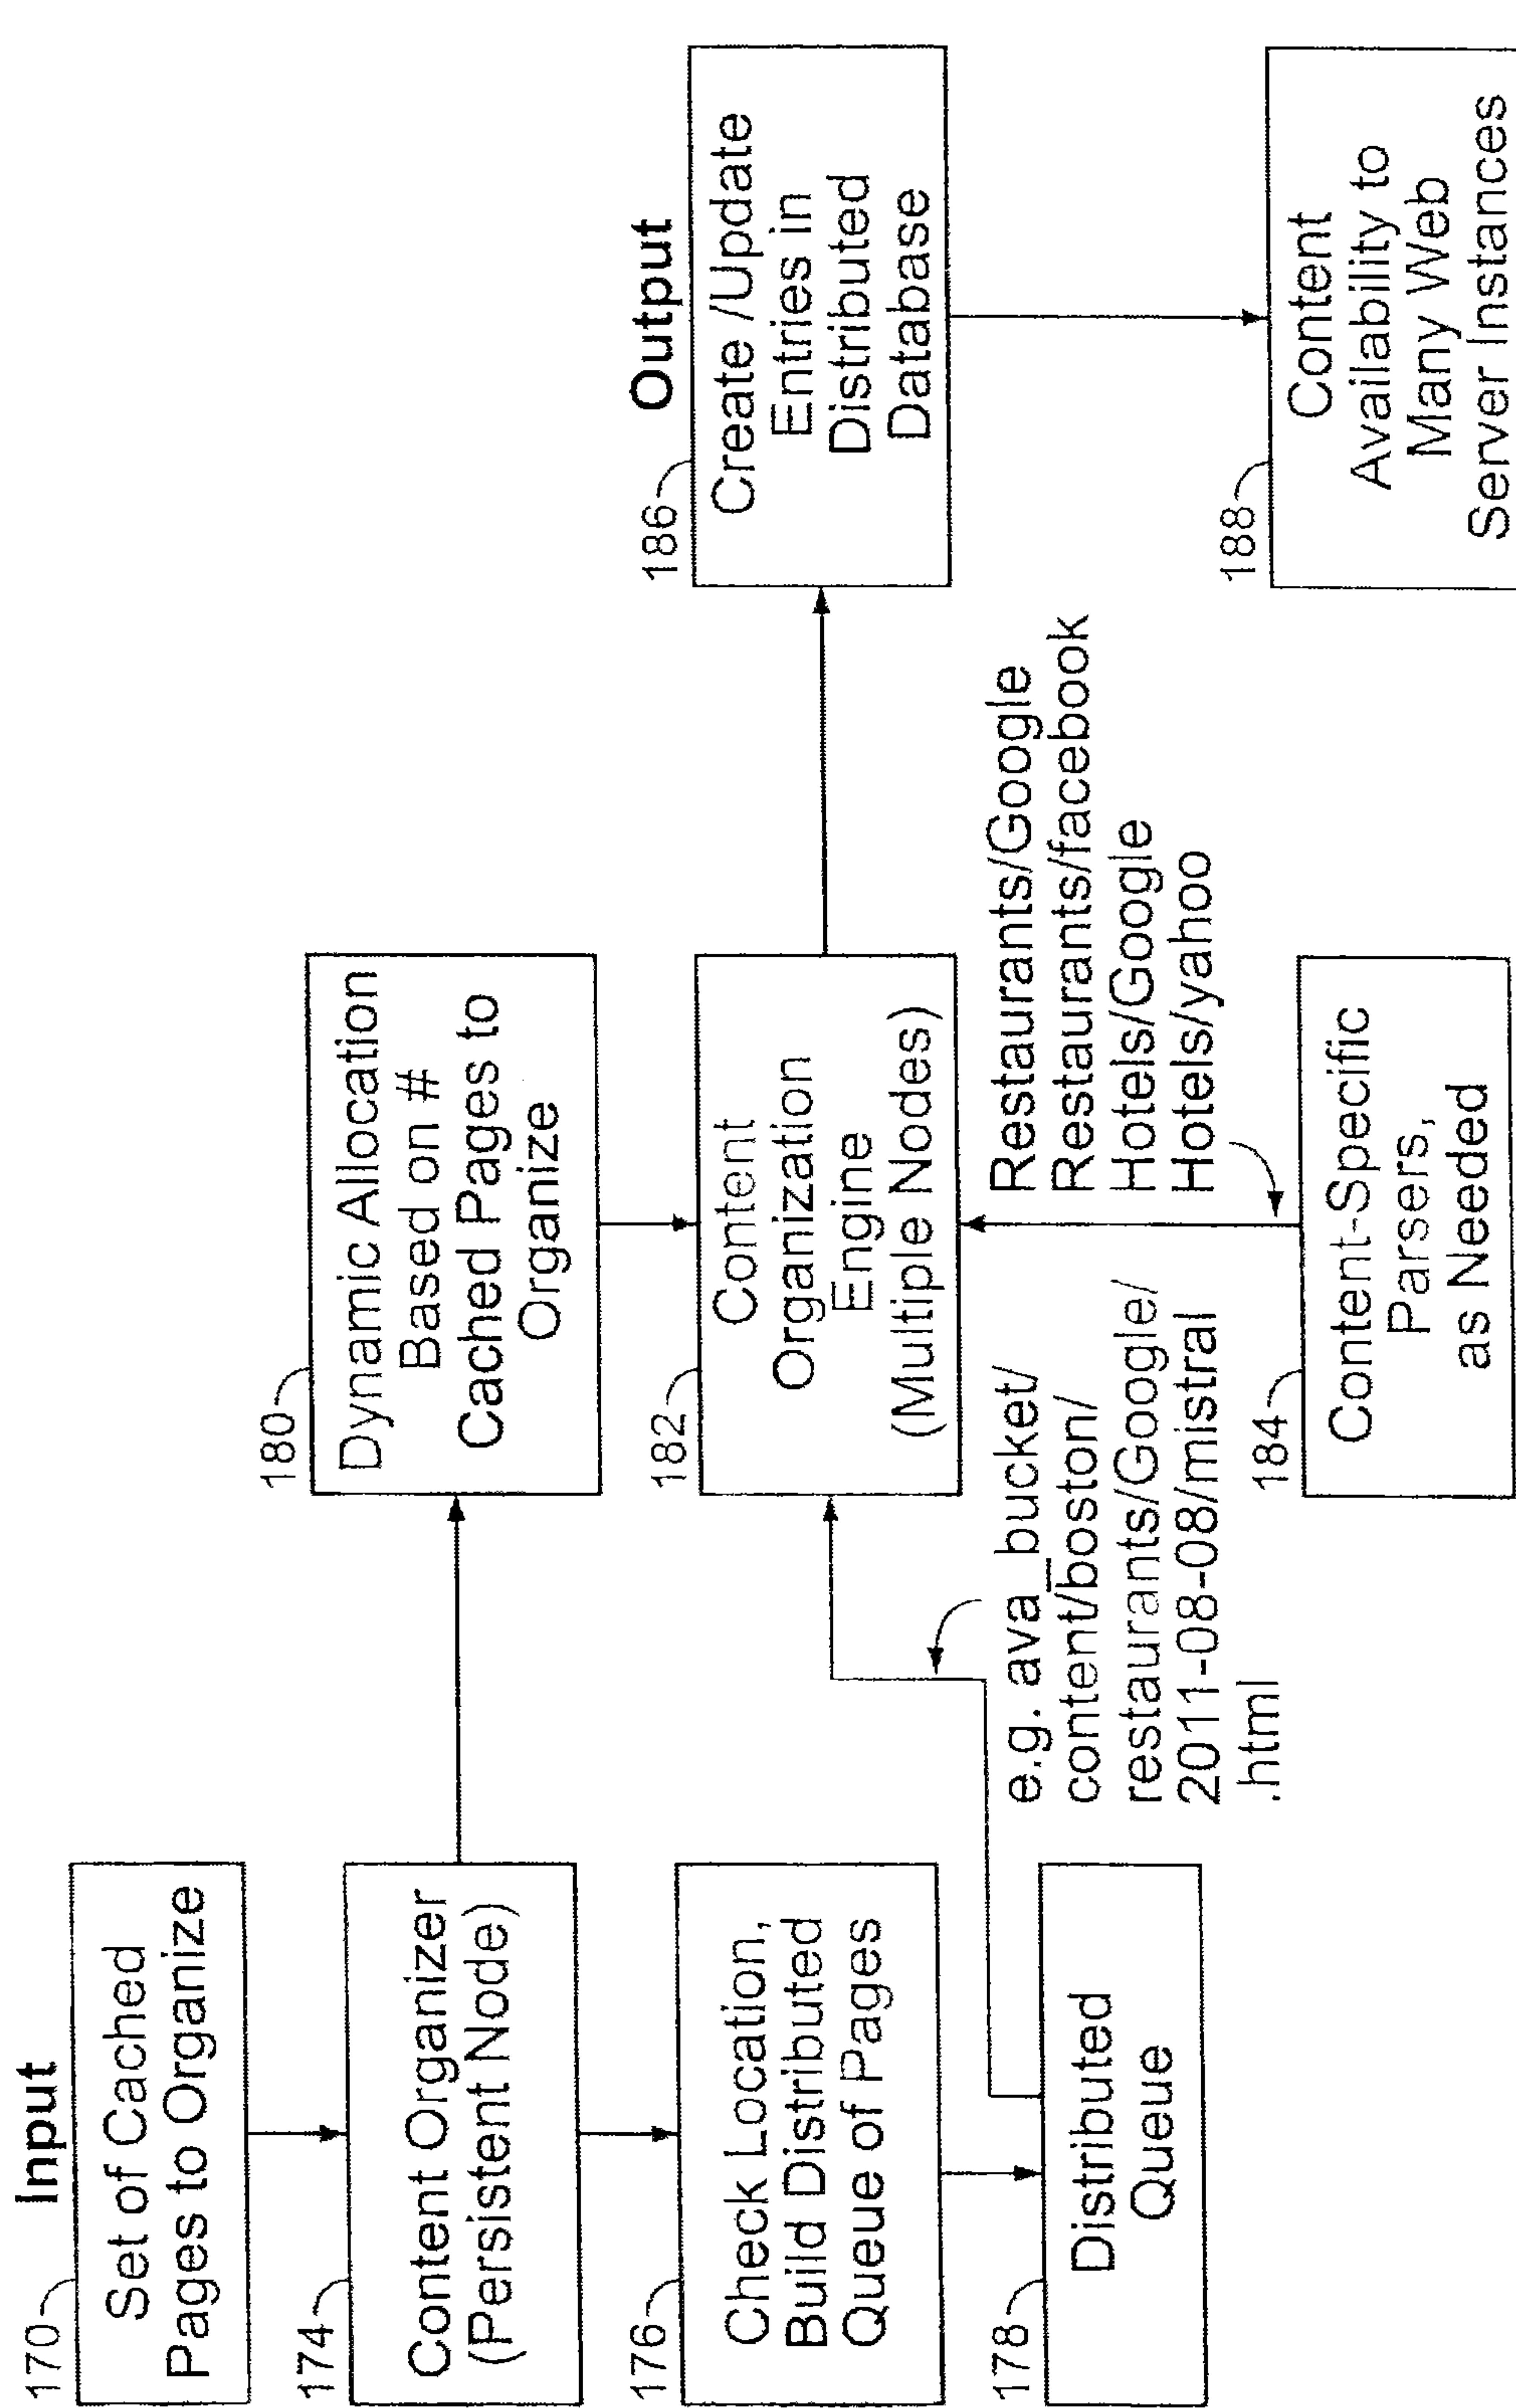 Input
170
Set of Cached
Pages to Organize
174
Content Organizer
(Persistent Node)
176
Check Location,
Build Distributed
Queue of Pages
178
Distributed
Queue
180
Dynamic Allocation
Based on #
Cached Pages to
Organize
182
Content
Organization
Engine
(Multiple Nodes)
e.g. ava_bucket/
content/boston/
restaurants/Google/
2011-08-08/mistral
.html
Restaurants/Google
Restaurants/facebook
Hotels/Google
Hotels/yahoo
184
Content-Specific
Parsers,
as Needed
Output
186
Create /Update
Entries in
Distributed
Database
188
Content
Availability to
Many Web
Server Instances